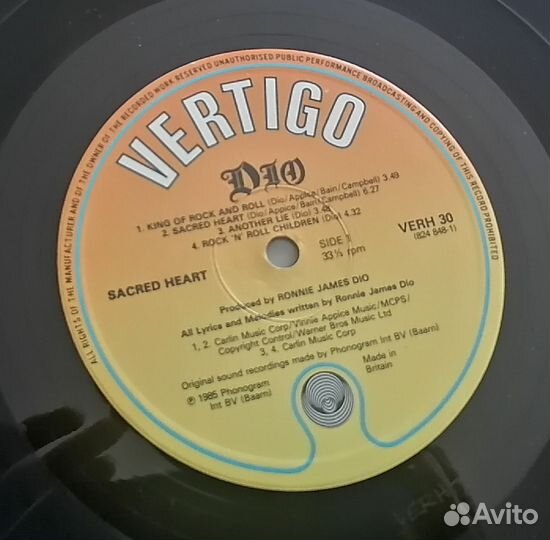 ALL RIGHTS OF THE MANUFACTURER AND OF THE OWNER OF THE RECORDED WORK RESERVED UNAUTHORISED PUBLIC PERFORMANCE BROADCASTING AND COPYING OF THIS RECORD PROHIBITED
VERTIGO
DIO
1. KING OF ROCK AND ROLL (Dio/Appice/Bain/Campbell) 3.49
2. SACRED HEART (Dio/Appice/Bain/Campbell) 6.27
3. ANOTHER LIE (Dio) 3.48
4. ROCK 'N' ROLL CHILDREN (Dio) 4.32
SACRED HEART
SIDE 1
33⅓ rpm
VERH 30
(824 848-1)
Produced by RONNIE JAMES DIO
All Lyrics and Melodies written by Ronnie James Dio
1, 2. Carlin Music Corp/Vinnie Appice Music/MCPS/
Copyright Control/Warner Bros Music Ltd
3, 4. Carlin Music Corp
Original sound recordings made by Phonogram Int BV (Baarn)
℗ 1985 Phonogram
Int BV (Baarn)
Made in
Britain
Avito